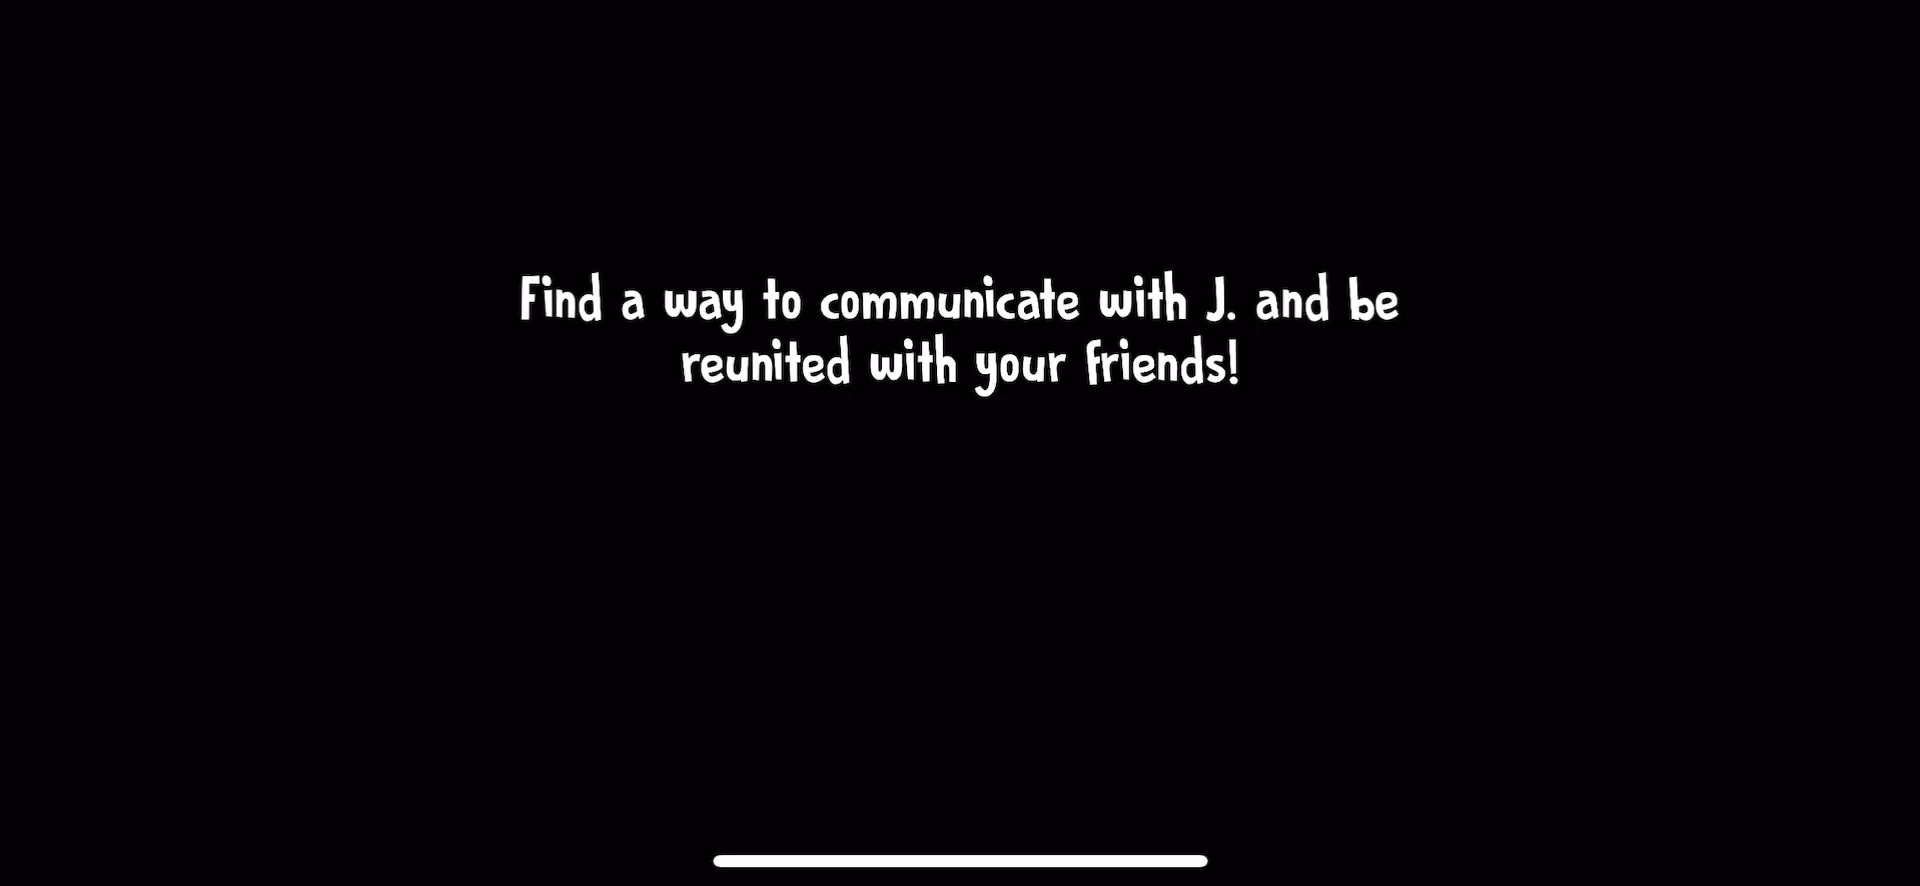 Find a way to communicate with J. and be
reunited with your friends!